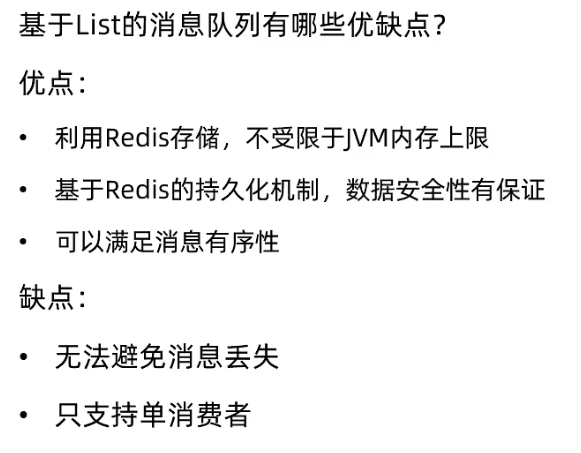 基于List的消息队列有哪些优缺点？
优点：
• 利用Redis存储，不受限于JVM内存上限
• 基于Redis的持久化机制，数据安全性有保证
• 可以满足消息有序性
缺点：
• 无法避免消息丢失
• 只支持单消费者